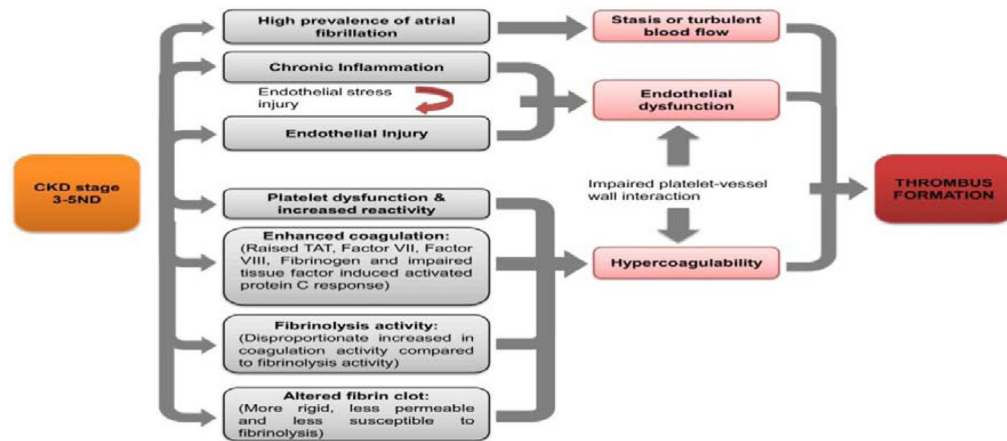 High prevalence of atrial
fibrillation
Stasis or turbulent
blood flow
Chronic Inflammation
Endothelial stress
injury
Endothelial Injury
Endothelial
dysfunction
CKD stage
3-5ND
Platelet dysfunction &
increased reactivity
Impaired platelet-vessel
wall interaction
THROMBUS
FORMATION
Enhanced coagulation:
(Raised TAT, Factor VII, Factor
VIII, Fibrinogen and impaired
tissue factor induced activated
protein C response)
Hypercoagulability
Fibrinolysis activity:
(Disproportionate increased in
coagulation activity compared
to fibrinolysis activity)
Altered fibrin clot:
(More rigid, less permeable
and less susceptible to
fibrinolysis)